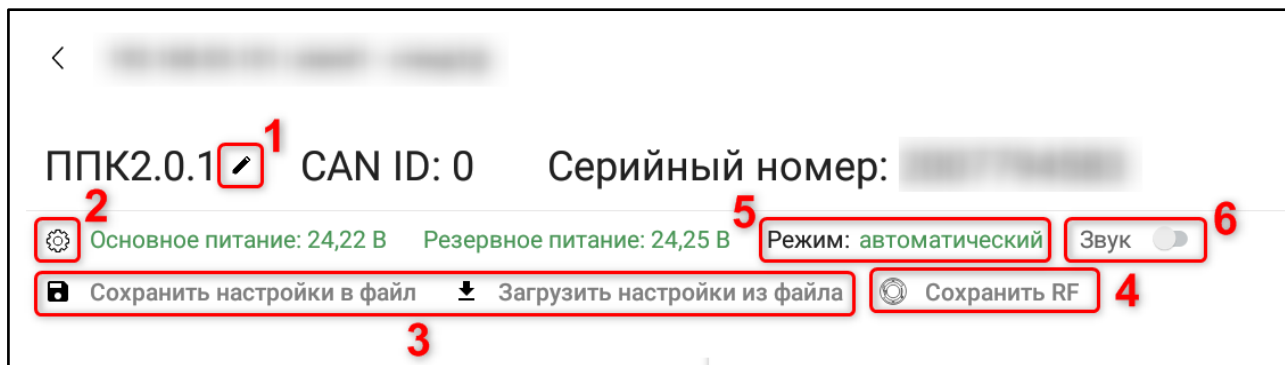 1
ППК2.0.1 CAN ID: 0 Серийный номер:
2 5 6
Основное питание: 24,22 В Резервное питание: 24,25 В Режим: автоматический Звук
Сохранить настройки в файл Загрузить настройки из файла Сохранить RF 4
3